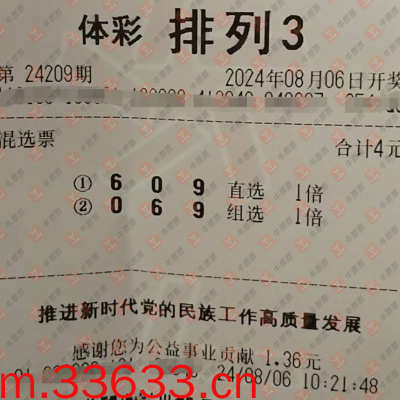 体彩 排列3
第 24209期 2024年08月06日开奖
混选票 合计4元
① 6 0 9 直选 1倍
② 0 6 9 组选 1倍
推进新时代党的民族工作高质量发展
感谢您为公益事业贡献 1.36元
24/08/06 10:21:48
m.33633.cn